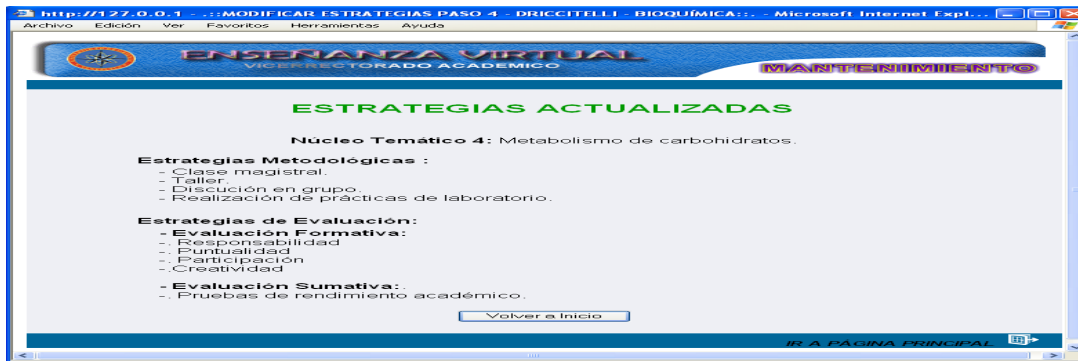 http://127.0.0.1 - .::MODIFICAR ESTRATEGIAS PASO 4 - DRICCITELLI - BIOQUÍMICA::. - Microsoft Internet Expl...
Archivo Edición Ver Favoritos Herramientas Ayuda
ENSEÑANZA VIRTUAL
VICERRECTORADO ACADEMICO
MANTENIMIENTO
ESTRATEGIAS ACTUALIZADAS
Núcleo Temático 4: Metabolismo de carbohidratos.
Estrategias Metodológicas :
- Clase magistral.
- Taller.
- Discución en grupo.
- Realización de prácticas de laboratorio.
Estrategias de Evaluación:
- Evaluación Formativa:
-. Responsabilidad
-. Puntualidad
-. Participación
-.Creatividad
- Evaluación Sumativa:.
-. Pruebas de rendimiento académico.
Volver a Inicio
IR A PÁGINA PRINCIPAL